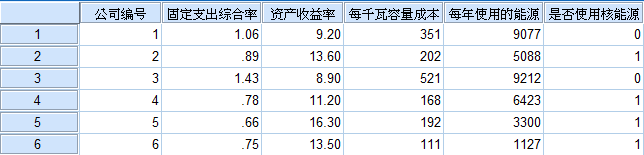 公司编号 固定支出综合率 资产收益率 每千瓦容量成本 每年使用的能源 是否使用核能源
1 1 1.06 9.20 351 9077 0
2 2 .89 13.60 202 5088 1
3 3 1.43 8.90 521 9212 0
4 4 .78 11.20 168 6423 1
5 5 .66 16.30 192 3300 1
6 6 .75 13.50 111 1127 1